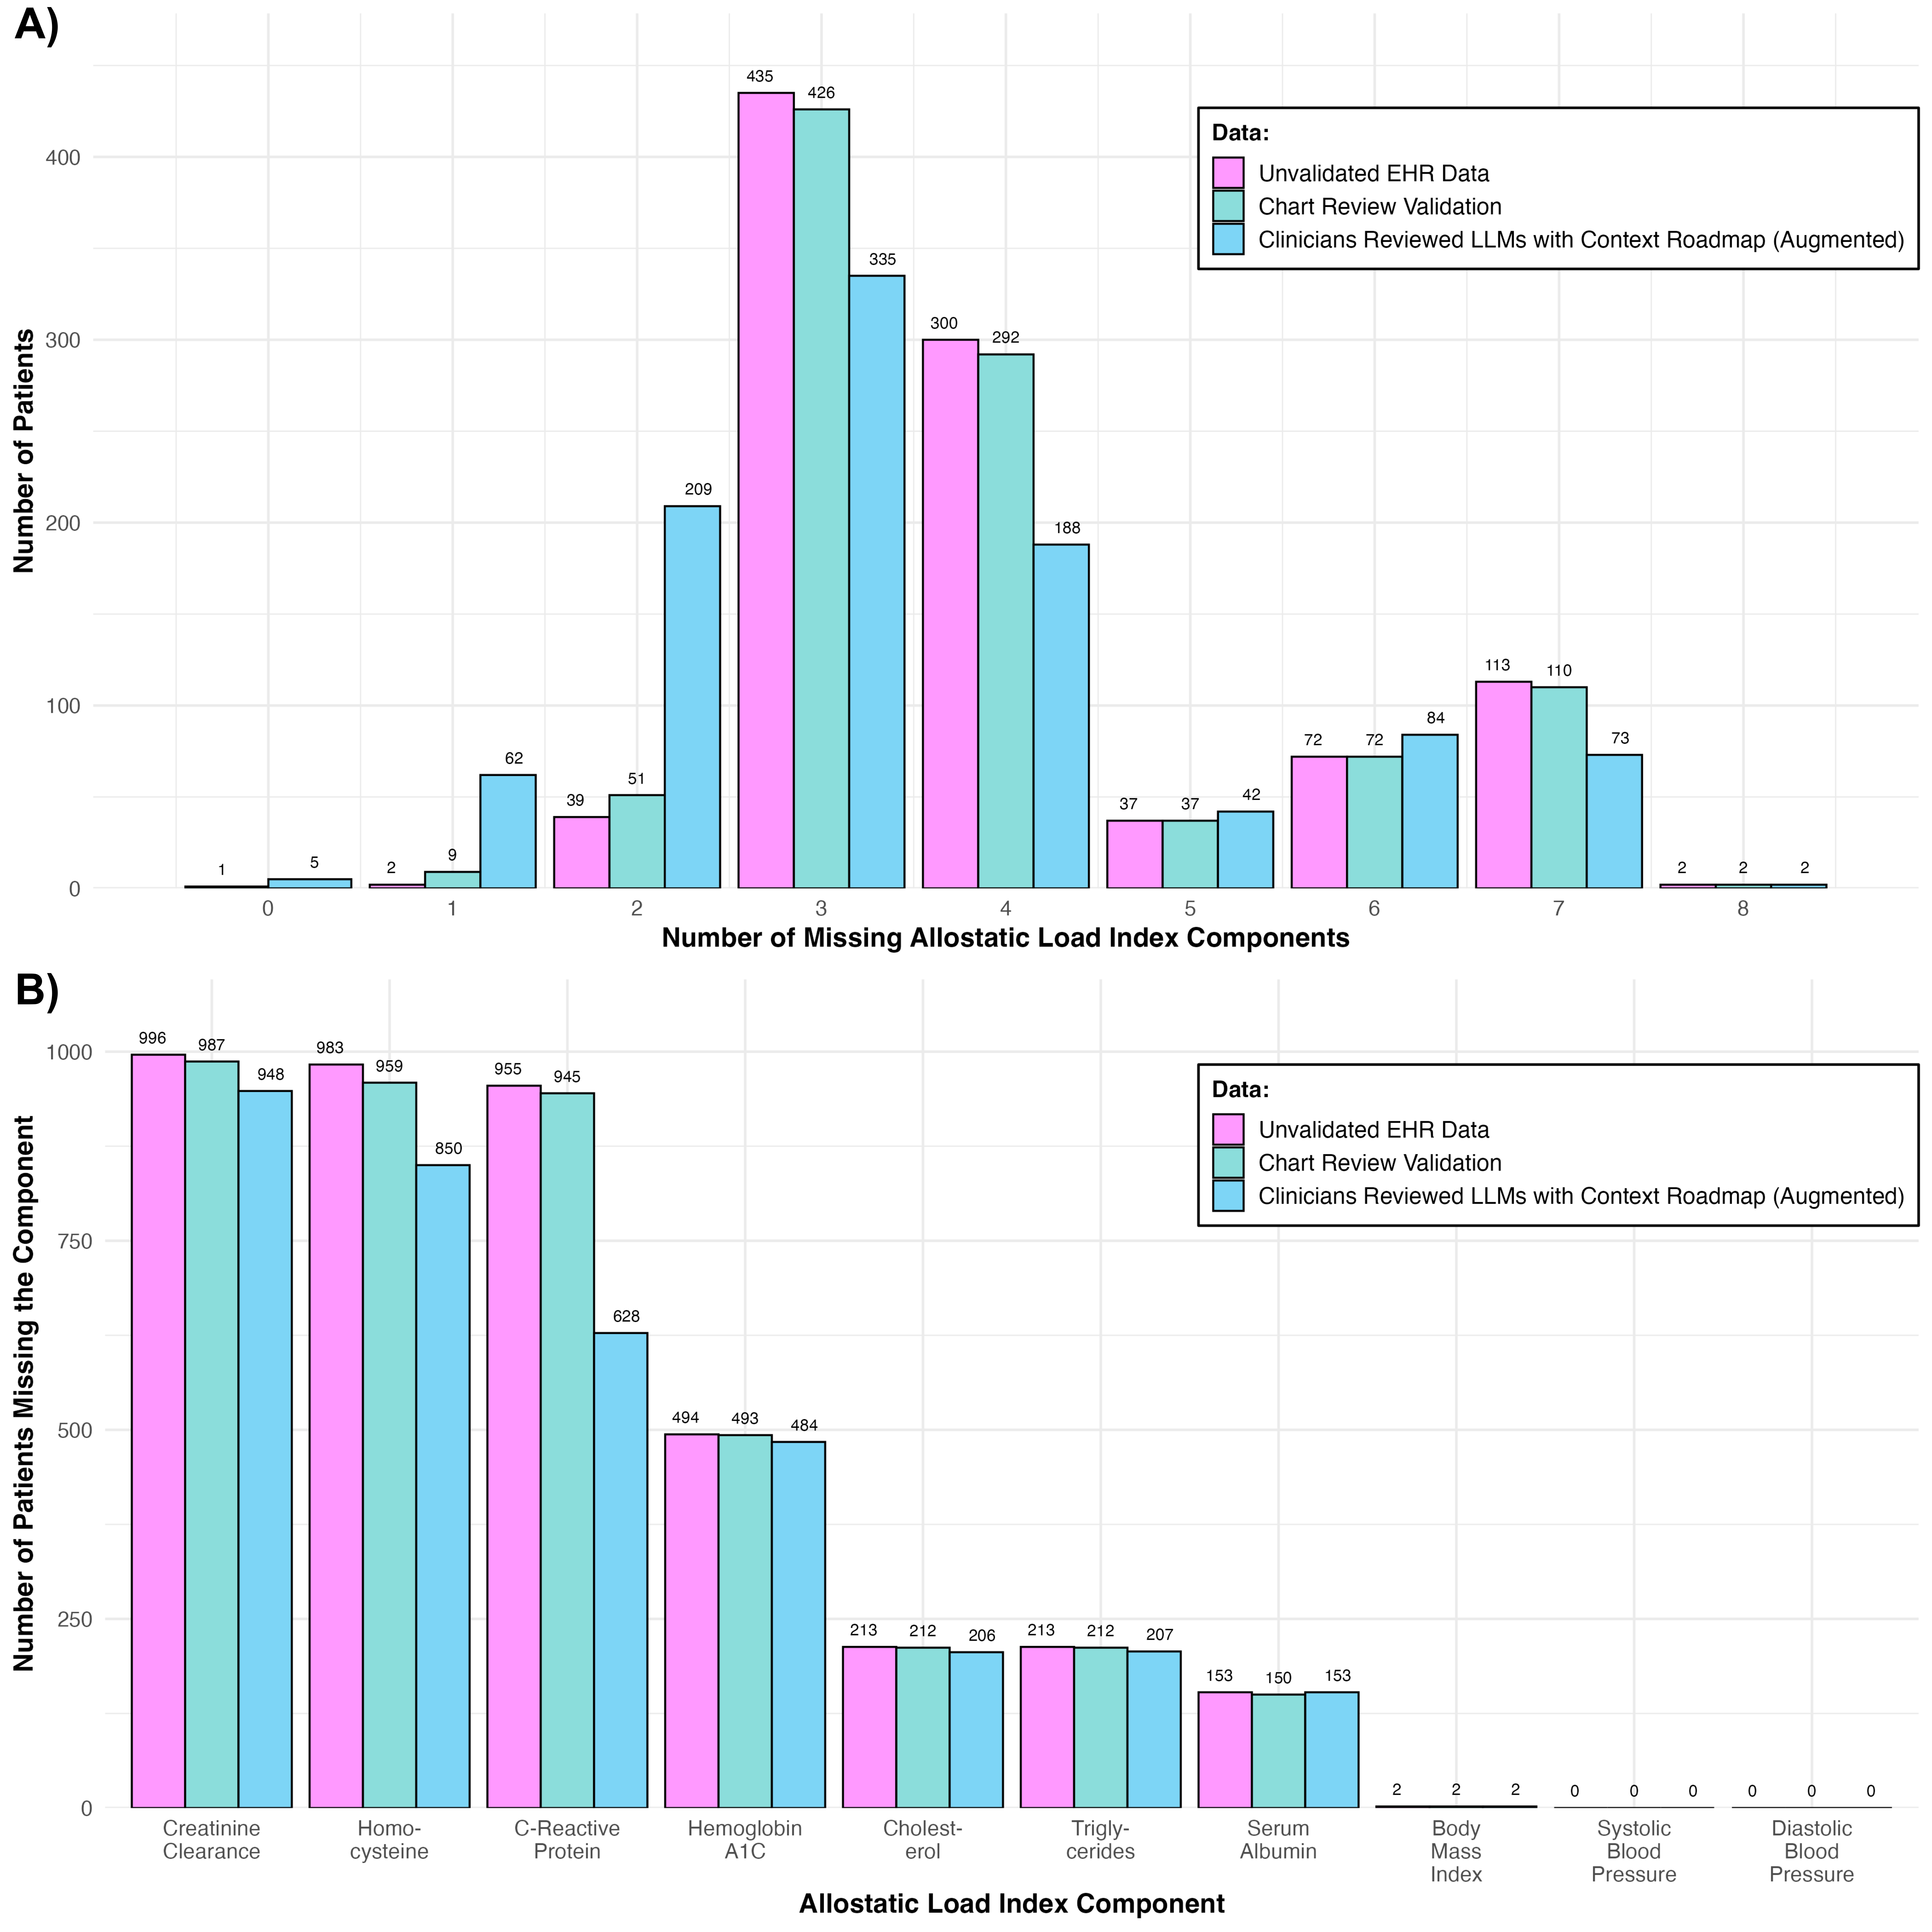 A)
435
426
Data:
400
Unvalidated EHR Data
Chart Review Validation
Clinicians Reviewed LLMs with Context Roadmap (Augmented)
335
300
292
300
Number of Patients
209
188
200
113
110
100
84
72
72
73
62
51
39
37
37
42
1
5
2
9
2
2
2
0
0
1
2
3
4
5
6
7
8
Number of Missing Allostatic Load Index Components
B)
996
987
948
983
959
850
955
945
628
1000
Data:
Unvalidated EHR Data
Chart Review Validation
Clinicians Reviewed LLMs with Context Roadmap (Augmented)
Number of Patients Missing the Component
750
494
493
484
500
213
212
206
213
212
207
250
153
150
153
2
2
2
0
0
0
0
0
0
0
Creatinine
Clearance
Homo-
cysteine
C-Reactive
Protein
Hemoglobin
A1C
Cholest-
erol
Trigly-
cerides
Serum
Albumin
Body
Mass
Index
Systolic
Blood
Pressure
Diastolic
Blood
Pressure
Allostatic Load Index Component